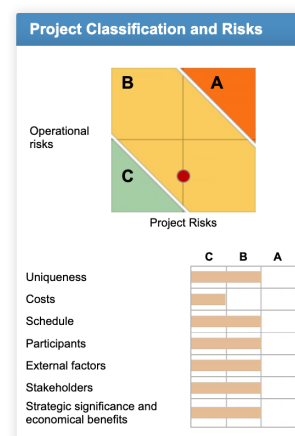 Project Classification and Risks
B
A
Operational
risks
C
Project Risks
C B A
Uniqueness
Costs
Schedule
Participants
External factors
Stakeholders
Strategic significance and
economical benefits